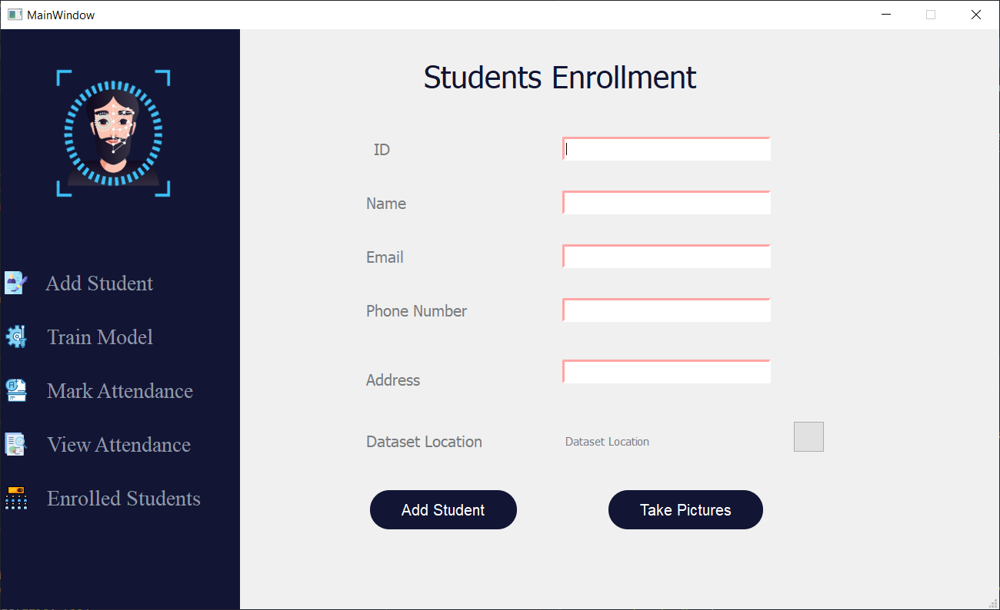 MainWindow
Students Enrollment
ID
Name
Email
Phone Number
Address
Dataset Location
Dataset Location
Add Student
Take Pictures
Add Student
Train Model
Mark Attendance
View Attendance
Enrolled Students